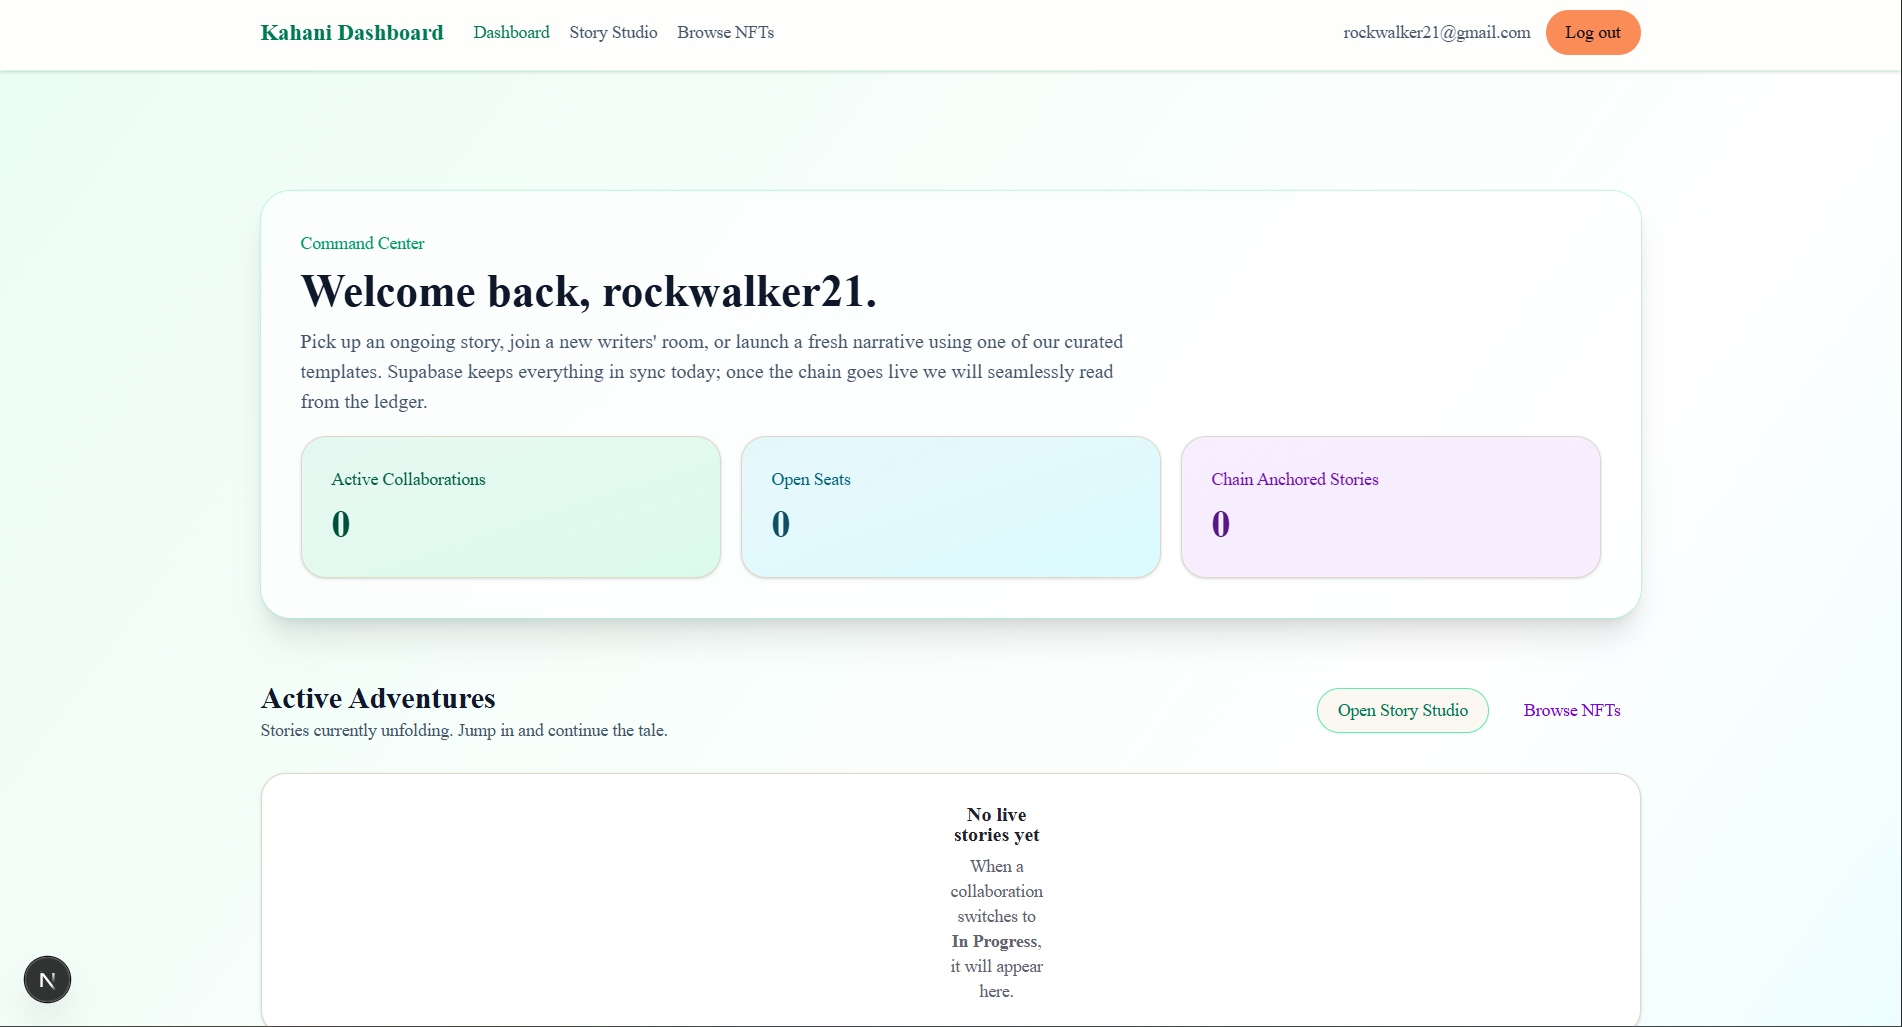 Kahani Dashboard Dashboard Story Studio Browse NFTs rockwalker21@gmail.com Log out
Command Center
Welcome back, rockwalker21.
Pick up an ongoing story, join a new writers' room, or launch a fresh narrative using one of our curated
templates. Supabase keeps everything in sync today; once the chain goes live we will seamlessly read
from the ledger.
Active Collaborations
0
Open Seats
0
Chain Anchored Stories
0
Active Adventures
Stories currently unfolding. Jump in and continue the tale.
Open Story Studio Browse NFTs
No live
stories yet
When a
collaboration
switches to
In Progress,
it will appear
here.
N